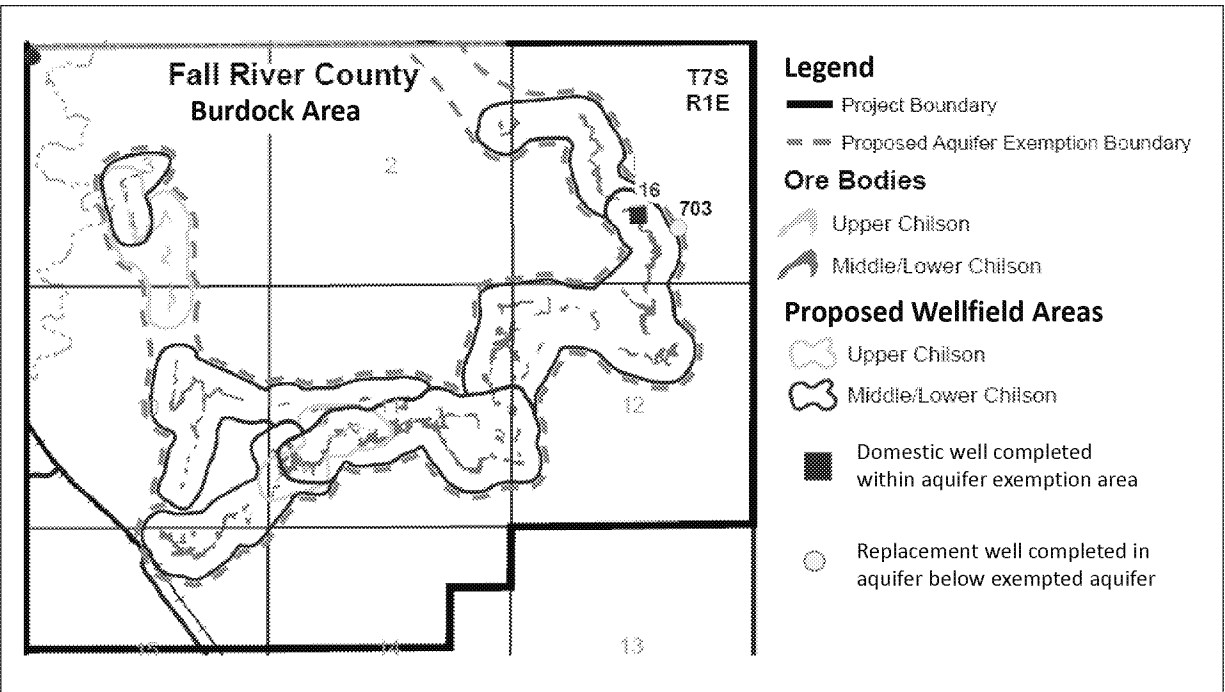 Fall River County
Burdock Area
T7S
R1E
2
16
703
12
15
14
13
Legend
Project Boundary
Proposed Aquifer Exemption Boundary
Ore Bodies
Upper Chilson
Middle/Lower Chilson
Proposed Wellfield Areas
Upper Chilson
Middle/Lower Chilson
Domestic well completed
within aquifer exemption area
Replacement well completed in
aquifer below exempted aquifer